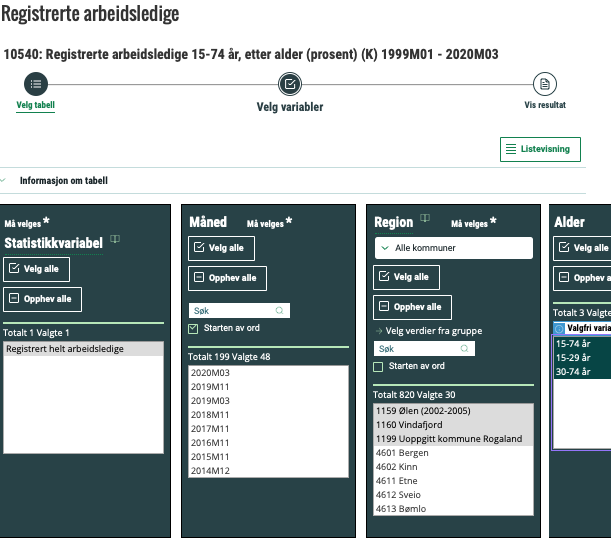 Registrerte arbeidsledige
10540: Registrerte arbeidsledige 15-74 år, etter alder (prosent) (K) 1999M01 - 2020M03
Velg tabell
Velg variabler
Vis resultat
Listevisning
Informasjon om tabell
Må velges *
Statistikkvariabel
Velg alle
Opphev alle
Totalt 1 Valgte 1
Registrert helt arbeidsledige
Måned Må velges *
Velg alle
Opphev alle
Søk
Starten av ord
Totalt 199 Valgte 48
2020M03
2019M11
2019M03
2018M11
2017M11
2016M11
2015M11
2014M12
Region Må velges *
Alle kommuner
Velg alle
Opphev alle
Velg verdier fra gruppe
Søk
Starten av ord
Totalt 820 Valgte 30
1159 Ølen (2002-2005)
1160 Vindafjord
1199 Uoppgitt kommune Rogaland
4601 Bergen
4602 Kinn
4611 Etne
4612 Sveio
4613 Bømlo
Alder
Velg alle
Opphev a
Totalt 3 Valgte
Valgfri varia
15-74 år
15-29 år
30-74 år